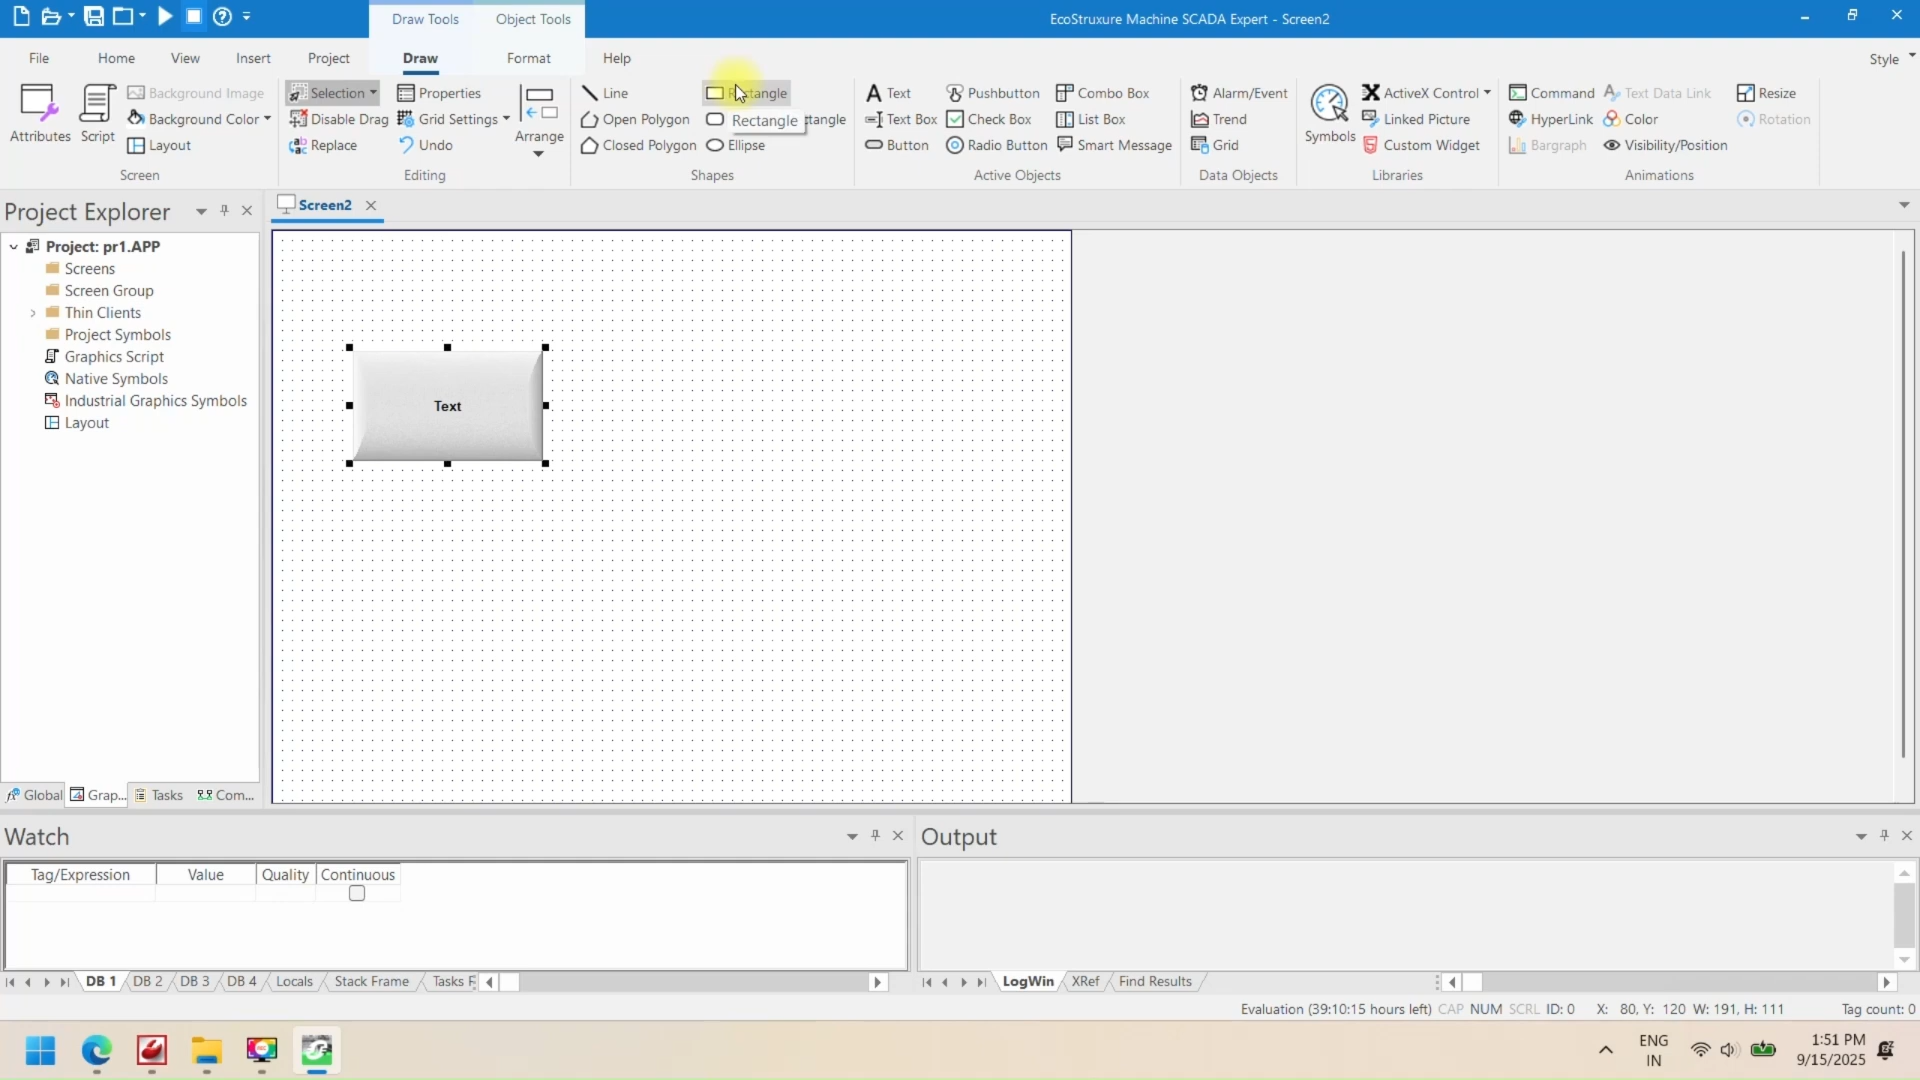 Draw Tools
Object Tools
EcoStruxure Machine SCADA Expert - Screen2
File
Home
View
Insert
Project
Draw
Format
Help
Style
Attributes
Script
Background Image
Background Color
Layout
Screen
Selection
Disable Drag
Replace
Properties
Grid Settings
Undo
Arrange
Editing
Line
Open Polygon
Closed Polygon
Rectangle
Rectangle
Ellipse
Shapes
Text
Text Box
Button
Pushbutton
Check Box
Radio Button
Combo Box
List Box
Smart Message
Active Objects
Alarm/Event
Trend
Grid
Data Objects
Symbols
ActiveX Control
Linked Picture
Custom Widget
Libraries
Command
HyperLink
Bargraph
Text Data Link
Color
Visibility/Position
Resize
Rotation
Animations
Project Explorer
Screen2
Project: pr1.APP
Screens
Screen Group
Thin Clients
Project Symbols
Graphics Script
Native Symbols
Industrial Graphics Symbols
Layout
Text
Global
Grap...
Tasks
Com...
Watch
Tag/Expression
Value
Quality
Continuous
DB 1
DB 2
DB 3
DB 4
Locals
Stack Frame
Tasks
Output
LogWin
XRef
Find Results
Evaluation (39:10:15 hours left)
CAP
NUM
SCRL
ID: 0
X: 80, Y: 120 W: 191, H: 111
Tag count: 0
ENG
IN
1:51 PM
9/15/2025